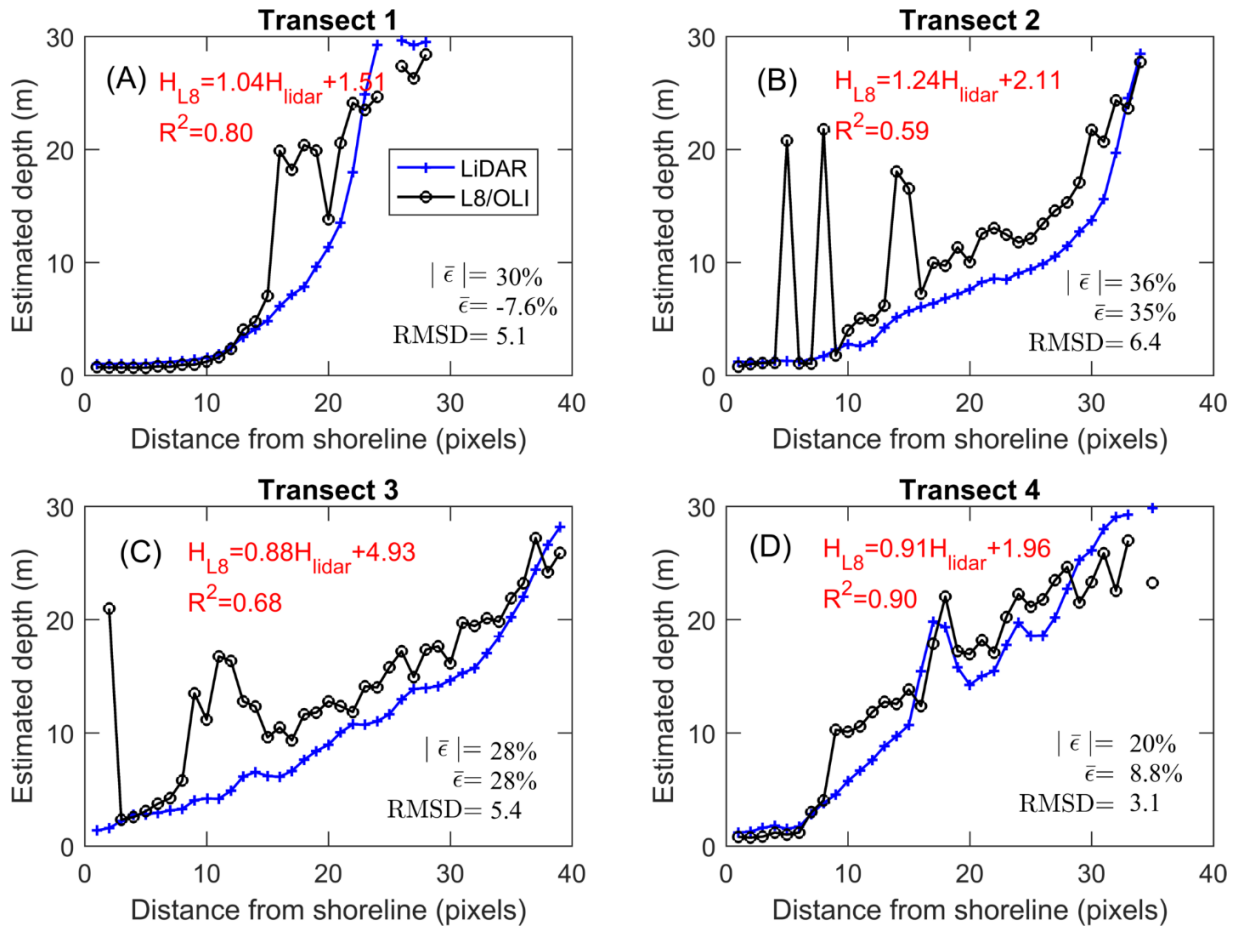 Transect 1
(A)
H_L8=1.04H_lidar+1.51
R²=0.80
LiDAR
L8/OLI
| ε̄ |= 30%
ε̄= -7.6%
RMSD= 5.1
30
20
10
0
0 10 20 30 40
Estimated depth (m)
Distance from shoreline (pixels)
Transect 2
(B)
H_L8=1.24H_lidar+2.11
R²=0.59
| ε̄ |= 36%
ε̄= 35%
RMSD= 6.4
30
20
10
0
0 10 20 30 40
Estimated depth (m)
Distance from shoreline (pixels)
Transect 3
(C)
H_L8=0.88H_lidar+4.93
R²=0.68
| ε̄ |= 28%
ε̄= 28%
RMSD= 5.4
30
20
10
0
0 10 20 30 40
Estimated depth (m)
Distance from shoreline (pixels)
Transect 4
(D)
H_L8=0.91H_lidar+1.96
R²=0.90
| ε̄ |= 20%
ε̄= 8.8%
RMSD= 3.1
30
20
10
0
0 10 20 30 40
Estimated depth (m)
Distance from shoreline (pixels)